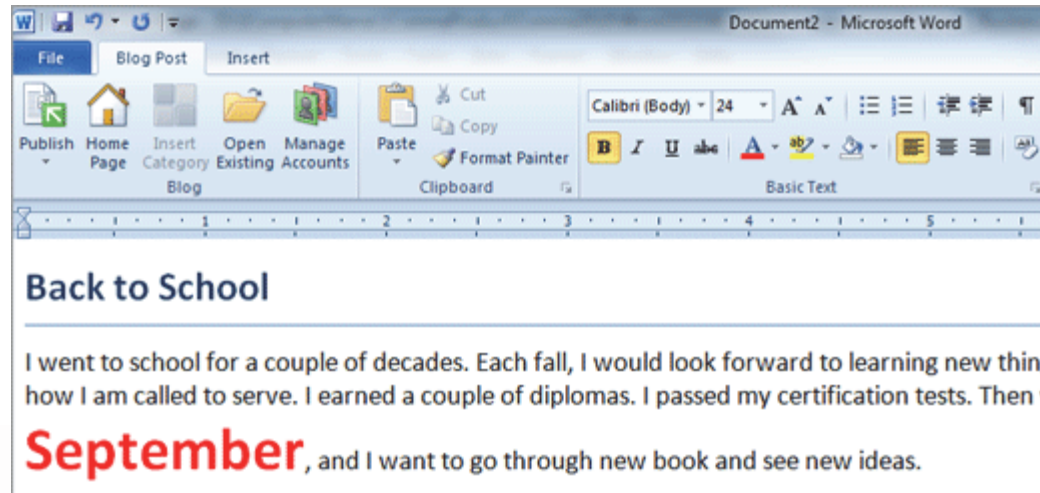 W Document2 - Microsoft Word
File Blog Post Insert
Publish Home Page Insert Category Open Existing Manage Accounts
Blog
Paste Cut
Copy
Format Painter
Clipboard
Calibri (Body) 24 A A ¶
B I U abc A ab
Basic Text
1 2 3 4 5
Back to School
I went to school for a couple of decades. Each fall, I would look forward to learning new thin
how I am called to serve. I earned a couple of diplomas. I passed my certification tests. Then
September, and I want to go through new book and see new ideas.